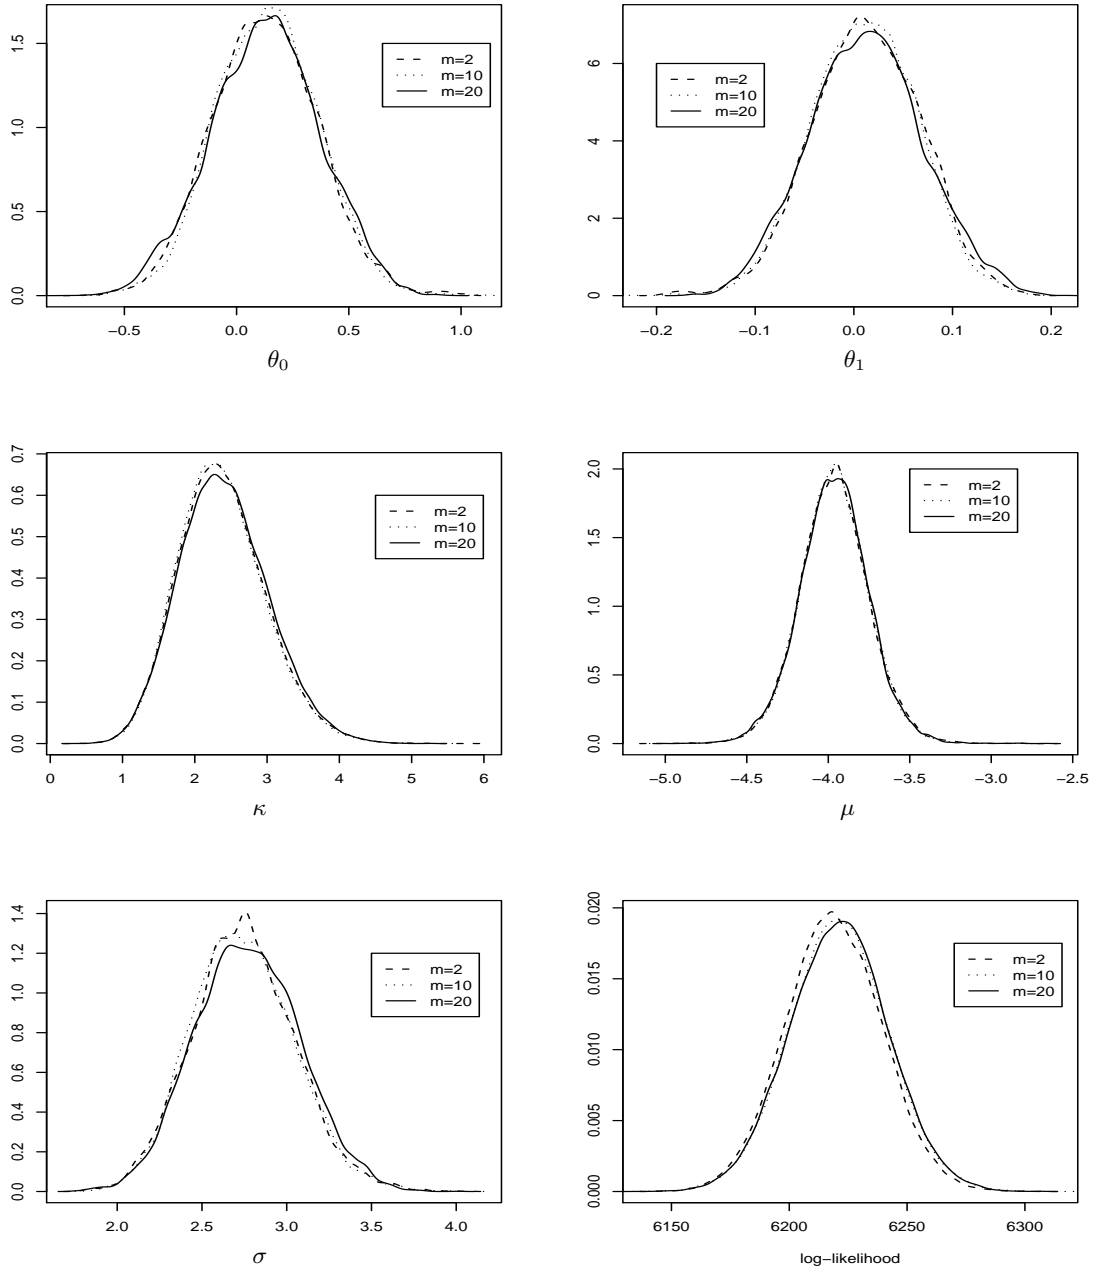 0.0 0.5 1.0 1.5
−0.5 0.0 0.5 1.0
m=2
m=10
m=20
θ0
0 2 4 6
−0.2 −0.1 0.0 0.1 0.2
m=2
m=10
m=20
θ1
0.0 0.1 0.2 0.3 0.4 0.5 0.6 0.7
0 1 2 3 4 5 6
m=2
m=10
m=20
κ
0.0 0.5 1.0 1.5 2.0
−5.0 −4.5 −4.0 −3.5 −3.0 −2.5
m=2
m=10
m=20
μ
0.0 0.2 0.4 0.6 0.8 1.0 1.2 1.4
2.0 2.5 3.0 3.5 4.0
m=2
m=10
m=20
σ
0.000 0.005 0.010 0.015 0.020
6150 6200 6250 6300
m=2
m=10
m=20
log−likelihood